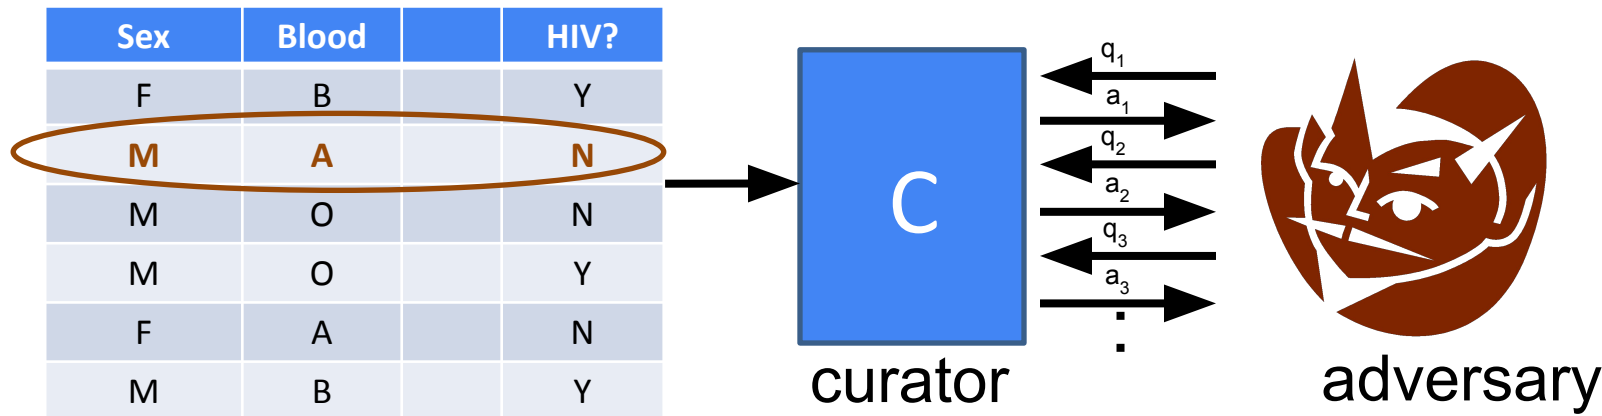 Sex Blood HIV?
F B Y
M A N
M O N
M O Y
F A N
M B Y
C
curator
q1
a1
q2
a2
q3
a3
adversary